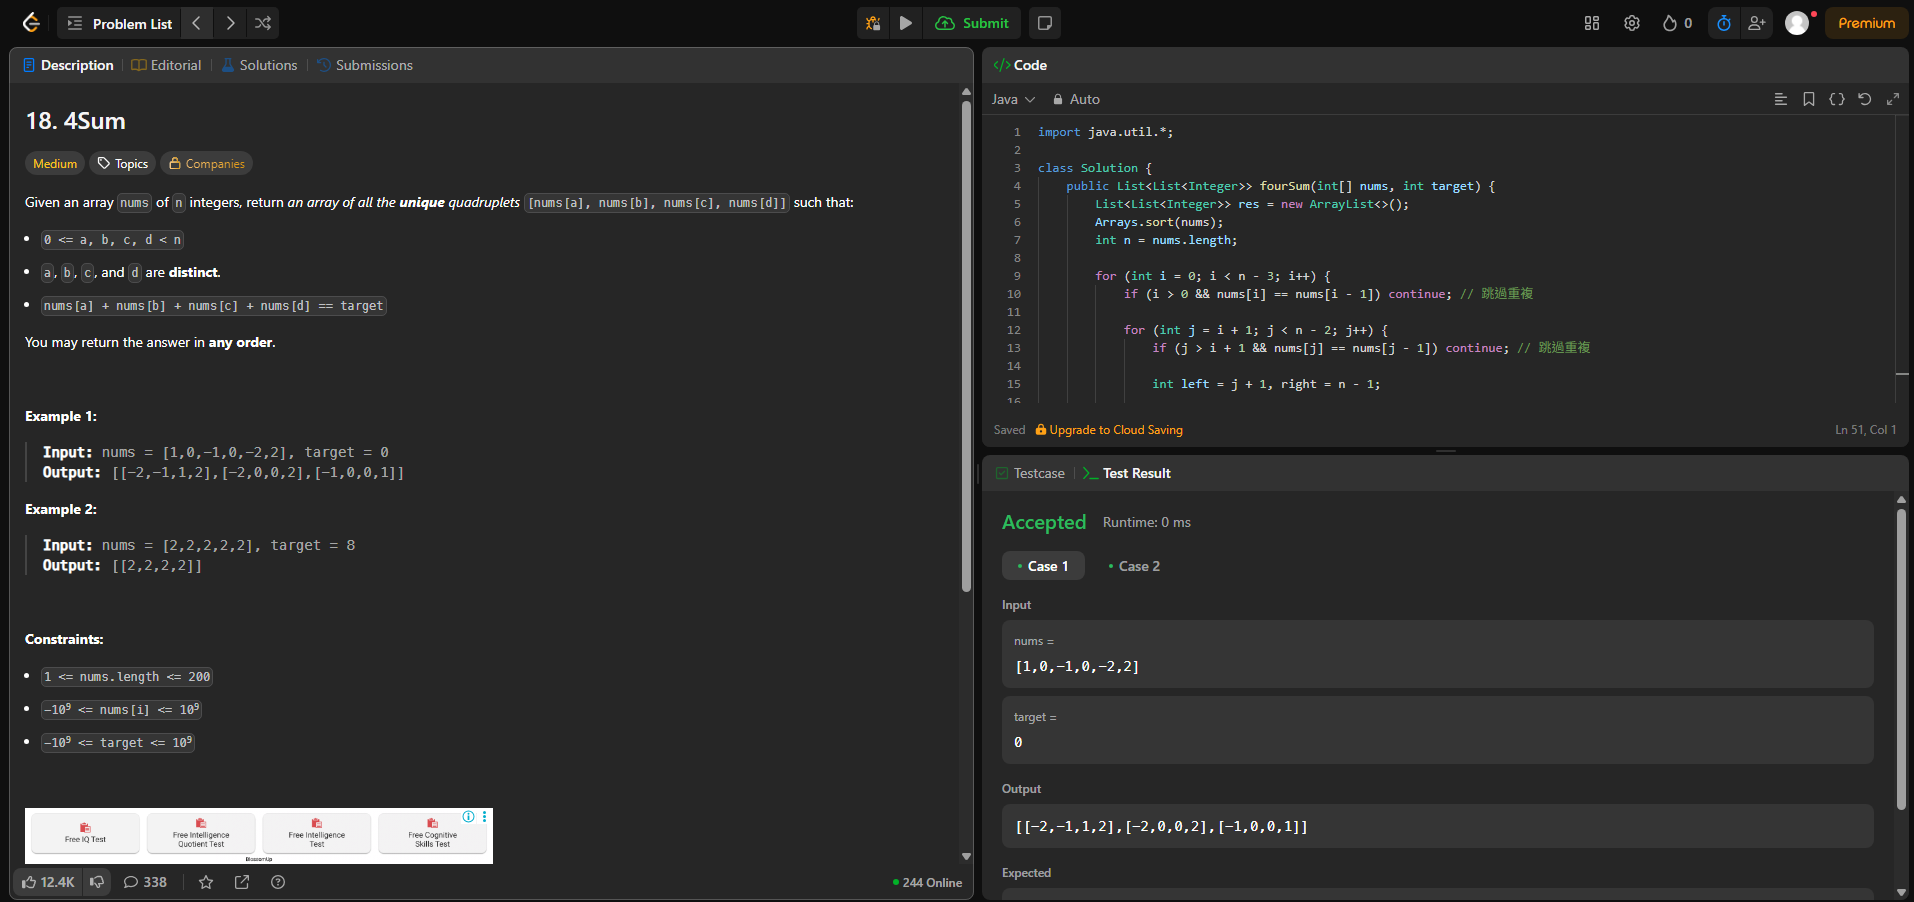 Problem List
Submit
0
Premium
Description
Editorial
Solutions
Submissions
18. 4Sum
Medium
Topics
Companies
Given an array nums of n integers, return an array of all the unique quadruplets [nums[a], nums[b], nums[c], nums[d]] such that:
• 0 <= a, b, c, d < n
• a, b, c, and d are distinct.
• nums[a] + nums[b] + nums[c] + nums[d] == target
You may return the answer in any order.
Example 1:
Input: nums = [1,0,-1,0,-2,2], target = 0
Output: [[-2,-1,1,2],[-2,0,0,2],[-1,0,0,1]]
Example 2:
Input: nums = [2,2,2,2,2], target = 8
Output: [[2,2,2,2]]
Constraints:
• 1 <= nums.length <= 200
• -10⁹ <= nums[i] <= 10⁹
• -10⁹ <= target <= 10⁹
Free IQ Test
Free Intelligence
Quotient Test
Free Intelligence
Test
Free Cognitive
Skills Test
BlossomUp
12.4K
338
244 Online
</> Code
Java
Auto
1 import java.util.*;
2
3 class Solution {
4 public List<List<Integer>> fourSum(int[] nums, int target) {
5 List<List<Integer>> res = new ArrayList<>();
6 Arrays.sort(nums);
7 int n = nums.length;
8
9 for (int i = 0; i < n - 3; i++) {
10 if (i > 0 && nums[i] == nums[i - 1]) continue; // 跳過重複
11
12 for (int j = i + 1; j < n - 2; j++) {
13 if (j > i + 1 && nums[j] == nums[j - 1]) continue; // 跳過重複
14
15 int left = j + 1, right = n - 1;
16
Saved
Upgrade to Cloud Saving
Ln 51, Col 1
Testcase
Test Result
Accepted
Runtime: 0 ms
• Case 1
• Case 2
Input
nums =
[1,0,-1,0,-2,2]
target =
0
Output
[[-2,-1,1,2],[-2,0,0,2],[-1,0,0,1]]
Expected